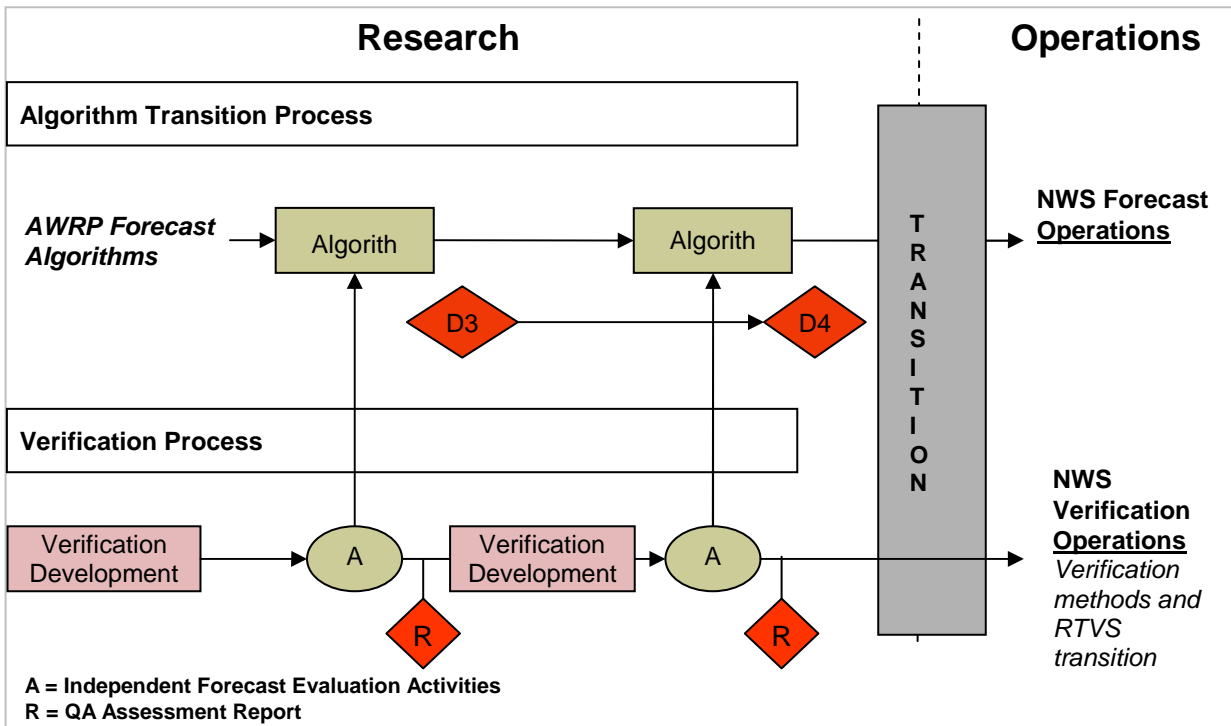 Research
Operations
Algorithm Transition Process
AWRP Forecast
Algorithms
Algorith
Algorith
NWS Forecast
Operations
D3
D4
TRANSITION
Verification Process
Verification
Development
A
Verification
Development
A
NWS
Verification
Operations
Verification
methods and
RTVS
transition
R
R
A = Independent Forecast Evaluation Activities
R = QA Assessment Report